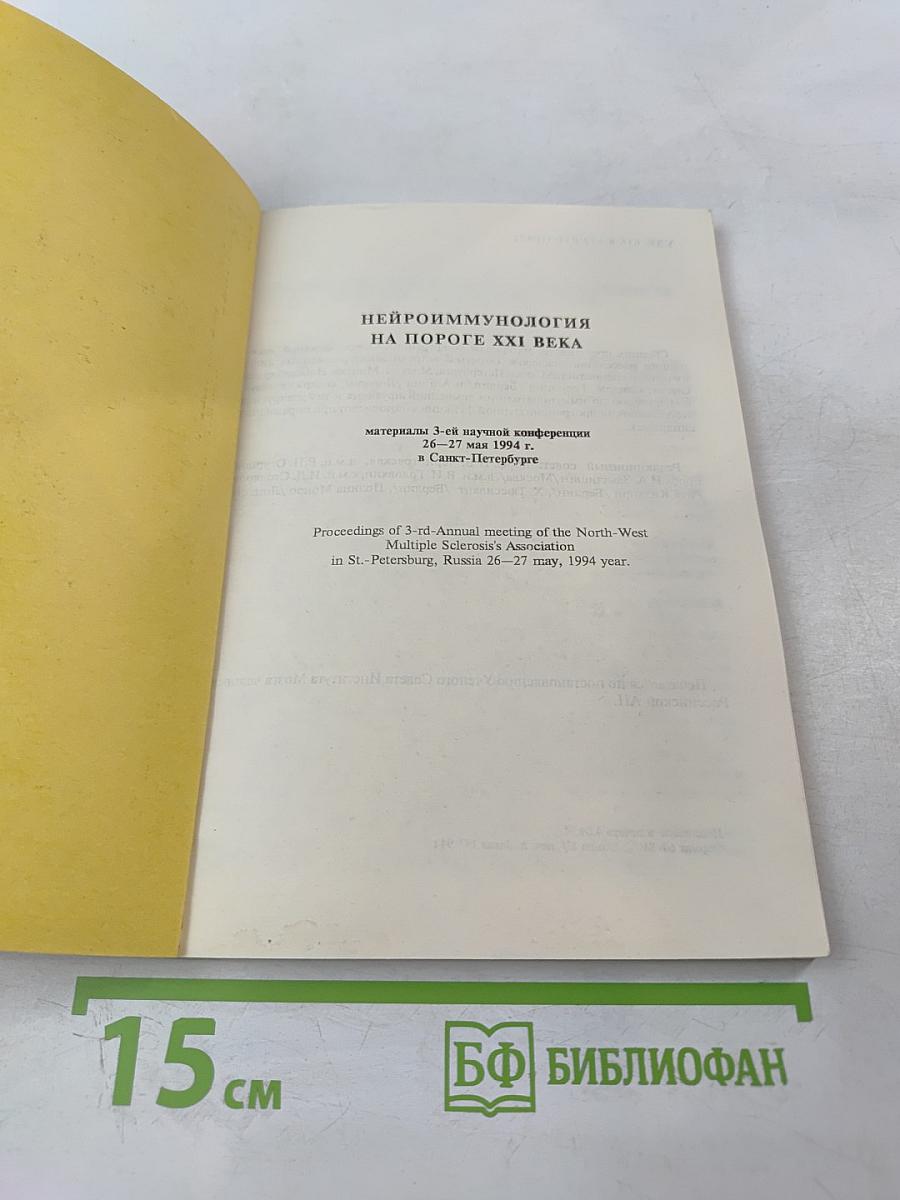 НЕЙРОИММУНОЛОГИЯ
НА ПОРОГЕ XXI ВЕКА
материалы 3-ей научной конференции
26—27 мая 1994 г.
в Санкт-Петербурге
Proceedings of 3-rd-Annual meeting of the North-West
Multiple Sclerosis's Association
in St.-Petersburg, Russia 26—27 may, 1994 year.
15 см
БФ БИБЛИОФАН